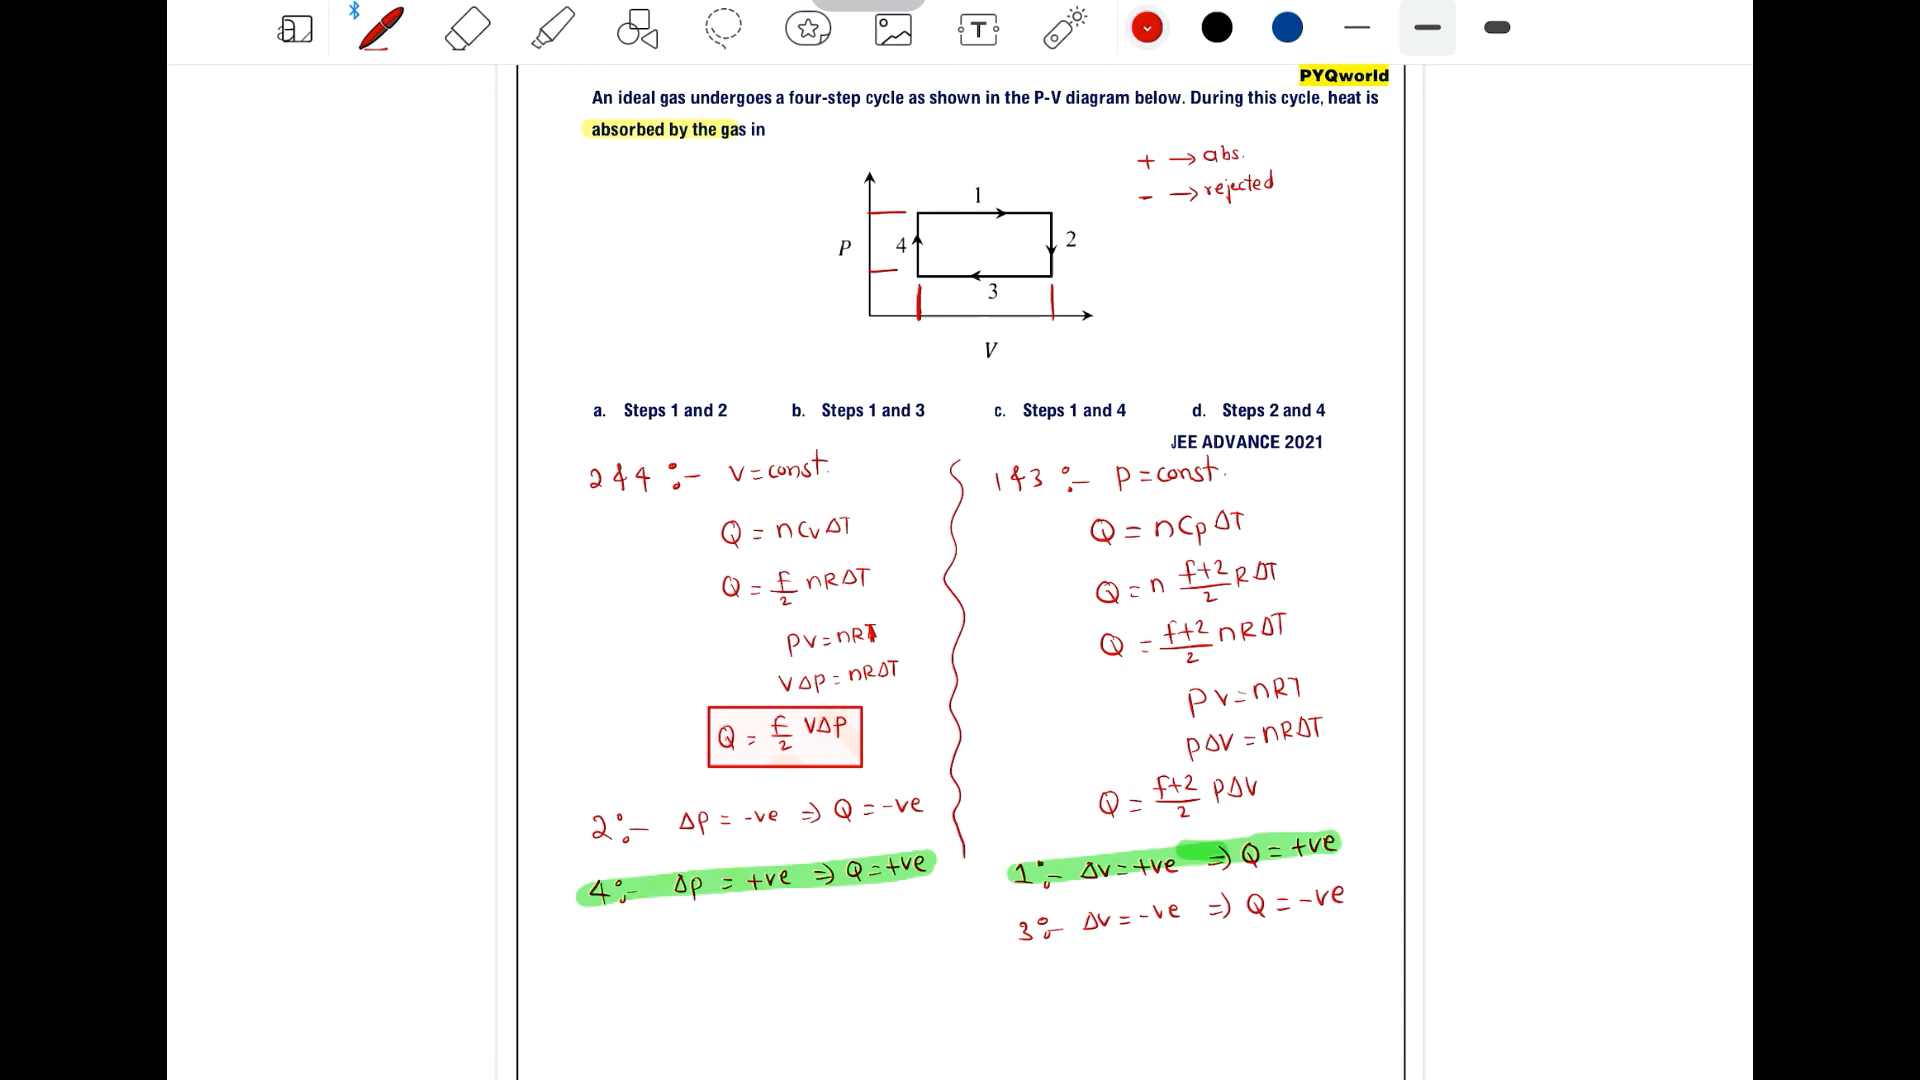 PYQworld
An ideal gas undergoes a four-step cycle as shown in the P-V diagram below. During this cycle, heat is
absorbed by the gas in
+ → abs.
- → rejected
1
P
4
2
3
V
a. Steps 1 and 2 b. Steps 1 and 3 c. Steps 1 and 4 d. Steps 2 and 4
JEE ADVANCE 2021
2 & 4 :- V = const.
Q = nCvΔT
Q = f/2 nRΔT
PV = nRT
VΔP = nRΔT
Q = f/2 VΔP
2 :- ΔP = -ve ⇒ Q = -ve
4 :- ΔP = +ve ⇒ Q = +ve
1 & 3 :- P = const.
Q = nCpΔT
Q = n f+2/2 RΔT
Q = f+2/2 nRΔT
PV = nRT
PΔV = nRΔT
Q = f+2/2 PΔV
1 :- ΔV = +ve ⇒ Q = +ve
3 :- ΔV = -ve ⇒ Q = -ve